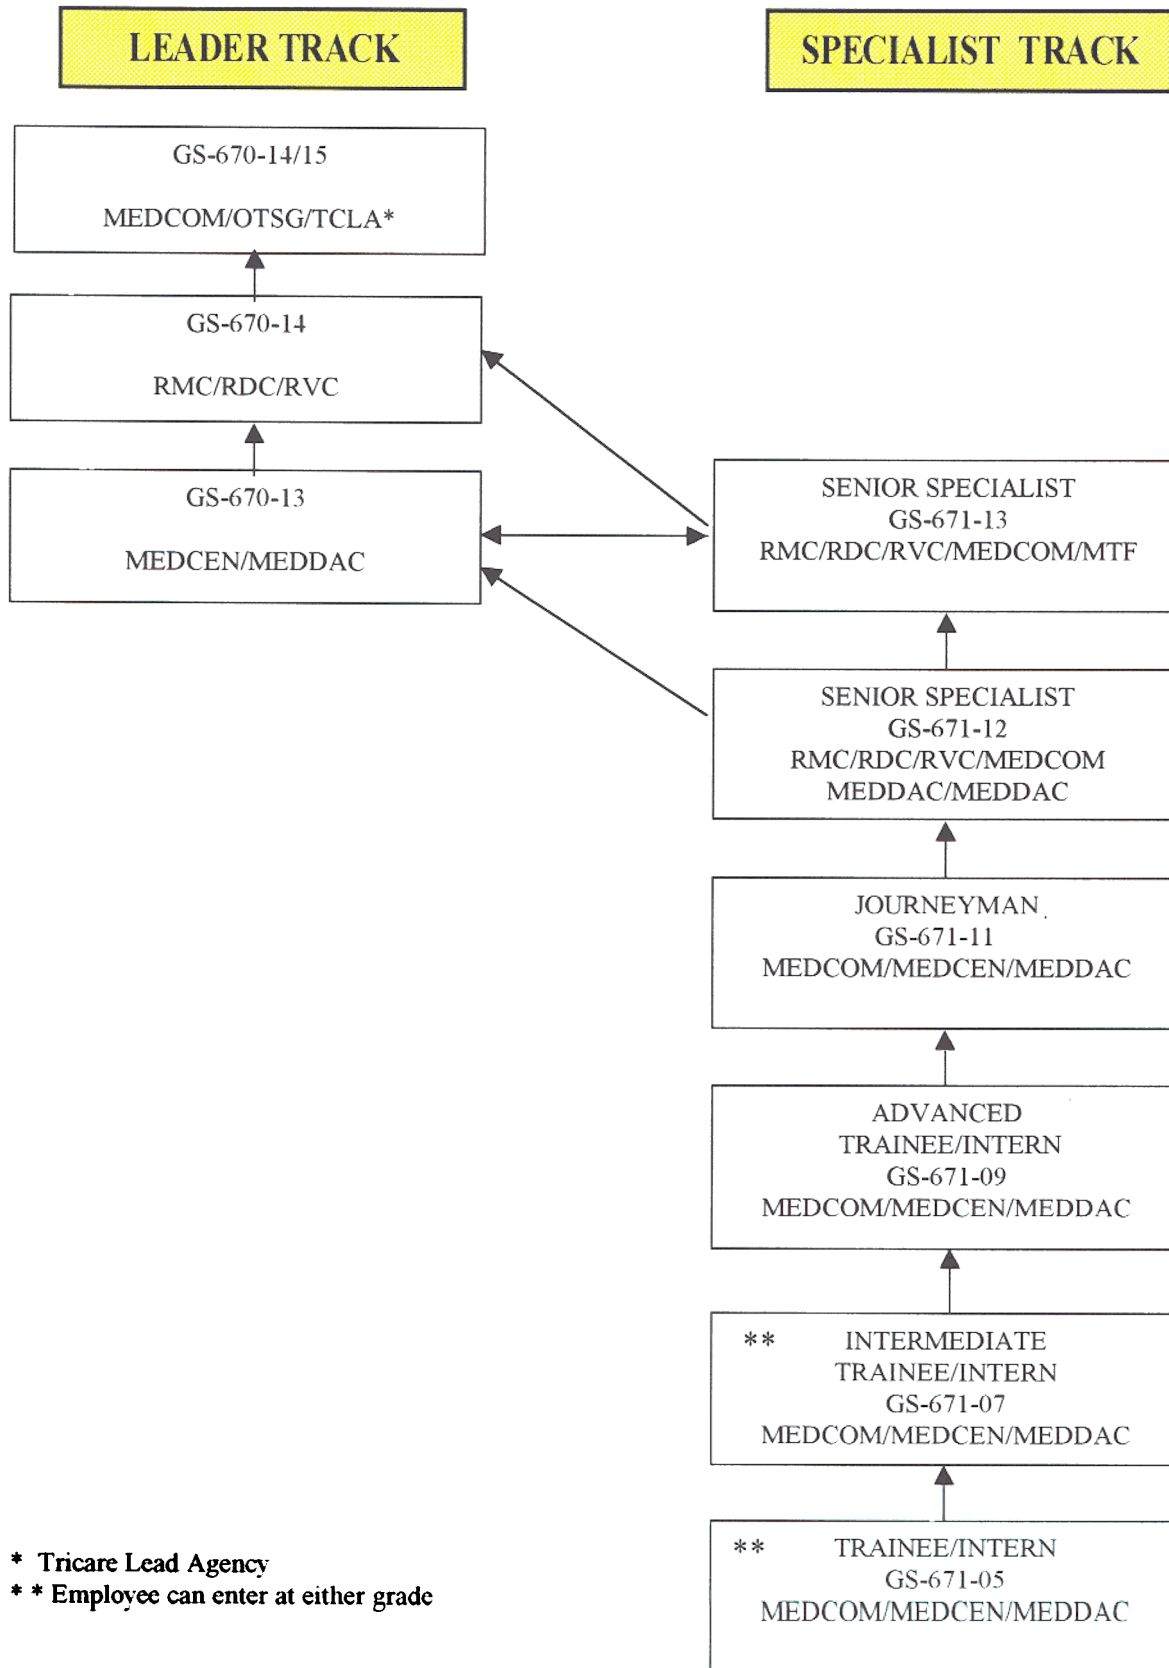 LEADER TRACK
GS-670-14/15
MEDCOM/OTSG/TCLA*
GS-670-14
RMC/RDC/RVC
GS-670-13
MEDCEN/MEDDAC
SPECIALIST TRACK
SENIOR SPECIALIST
GS-671-13
RMC/RDC/RVC/MEDCOM/MTF
SENIOR SPECIALIST
GS-671-12
RMC/RDC/RVC/MEDCOM
MEDDAC/MEDDAC
JOURNEYMAN
GS-671-11
MEDCOM/MEDCEN/MEDDAC
ADVANCED
TRAINEE/INTERN
GS-671-09
MEDCOM/MEDCEN/MEDDAC
** INTERMEDIATE
TRAINEE/INTERN
GS-671-07
MEDCOM/MEDCEN/MEDDAC
** TRAINEE/INTERN
GS-671-05
MEDCOM/MEDCEN/MEDDAC
* Tricare Lead Agency
* * Employee can enter at either grade